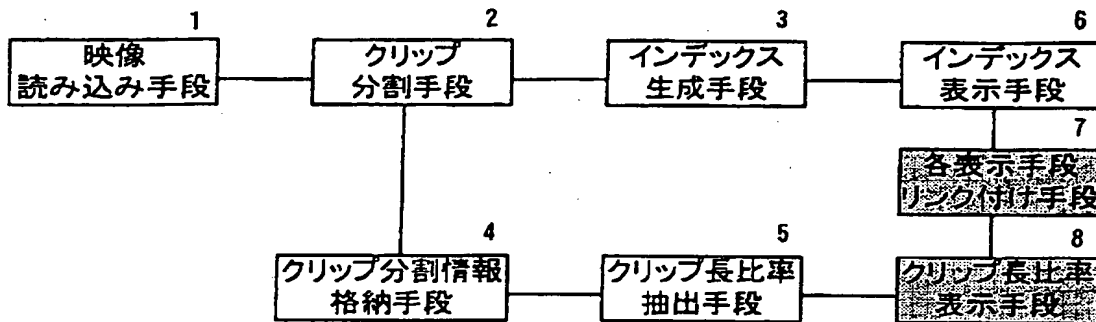 1
映像
読み込み手段
2
クリップ
分割手段
3
インデックス
生成手段
6
インデックス
表示手段
7
各表示手段
リンク付け手段
4
クリップ分割情報
格納手段
5
クリップ長比率
抽出手段
8
クリップ長比率
表示手段